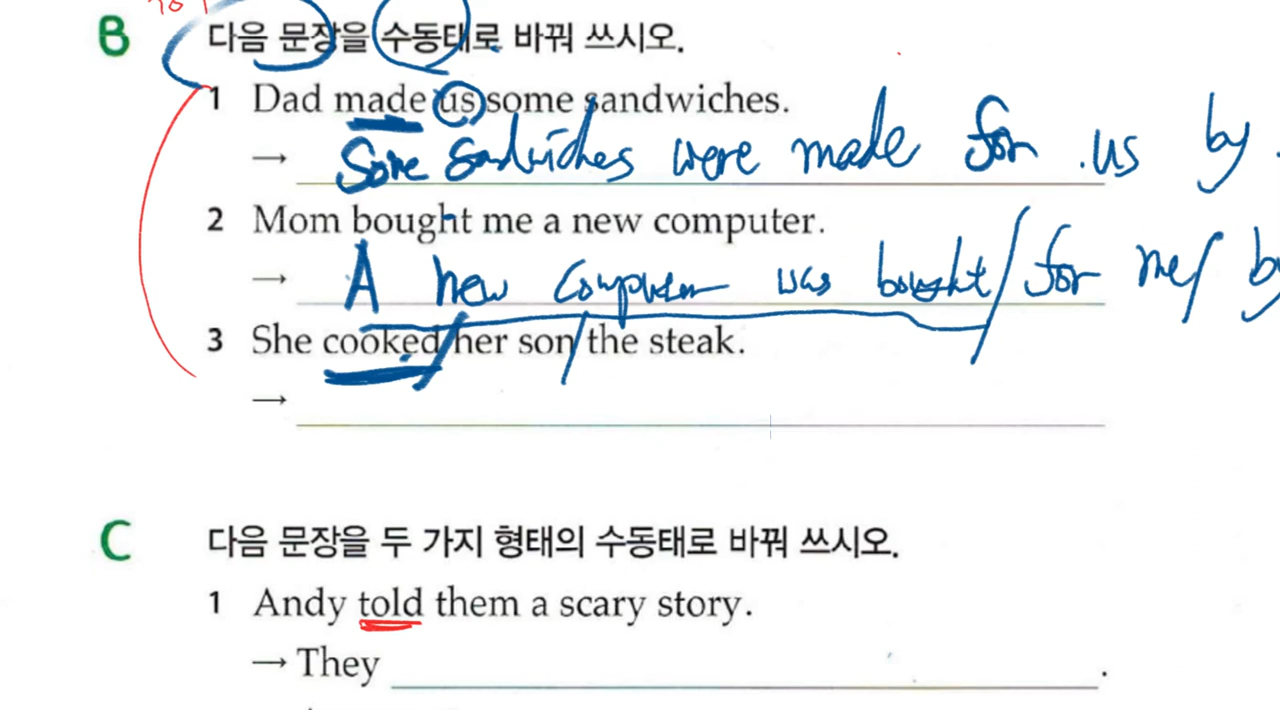 B 다음 문장을 수동태로 바꿔 쓰시오.
1 Dad made us some sandwiches.
→ Some sandwiches were made for us by
2 Mom bought me a new computer.
→ A new computer was bought / for me / by
3 She cooked / her son / the steak.
→
C 다음 문장을 두 가지 형태의 수동태로 바꿔 쓰시오.
1 Andy told them a scary story.
→ They .